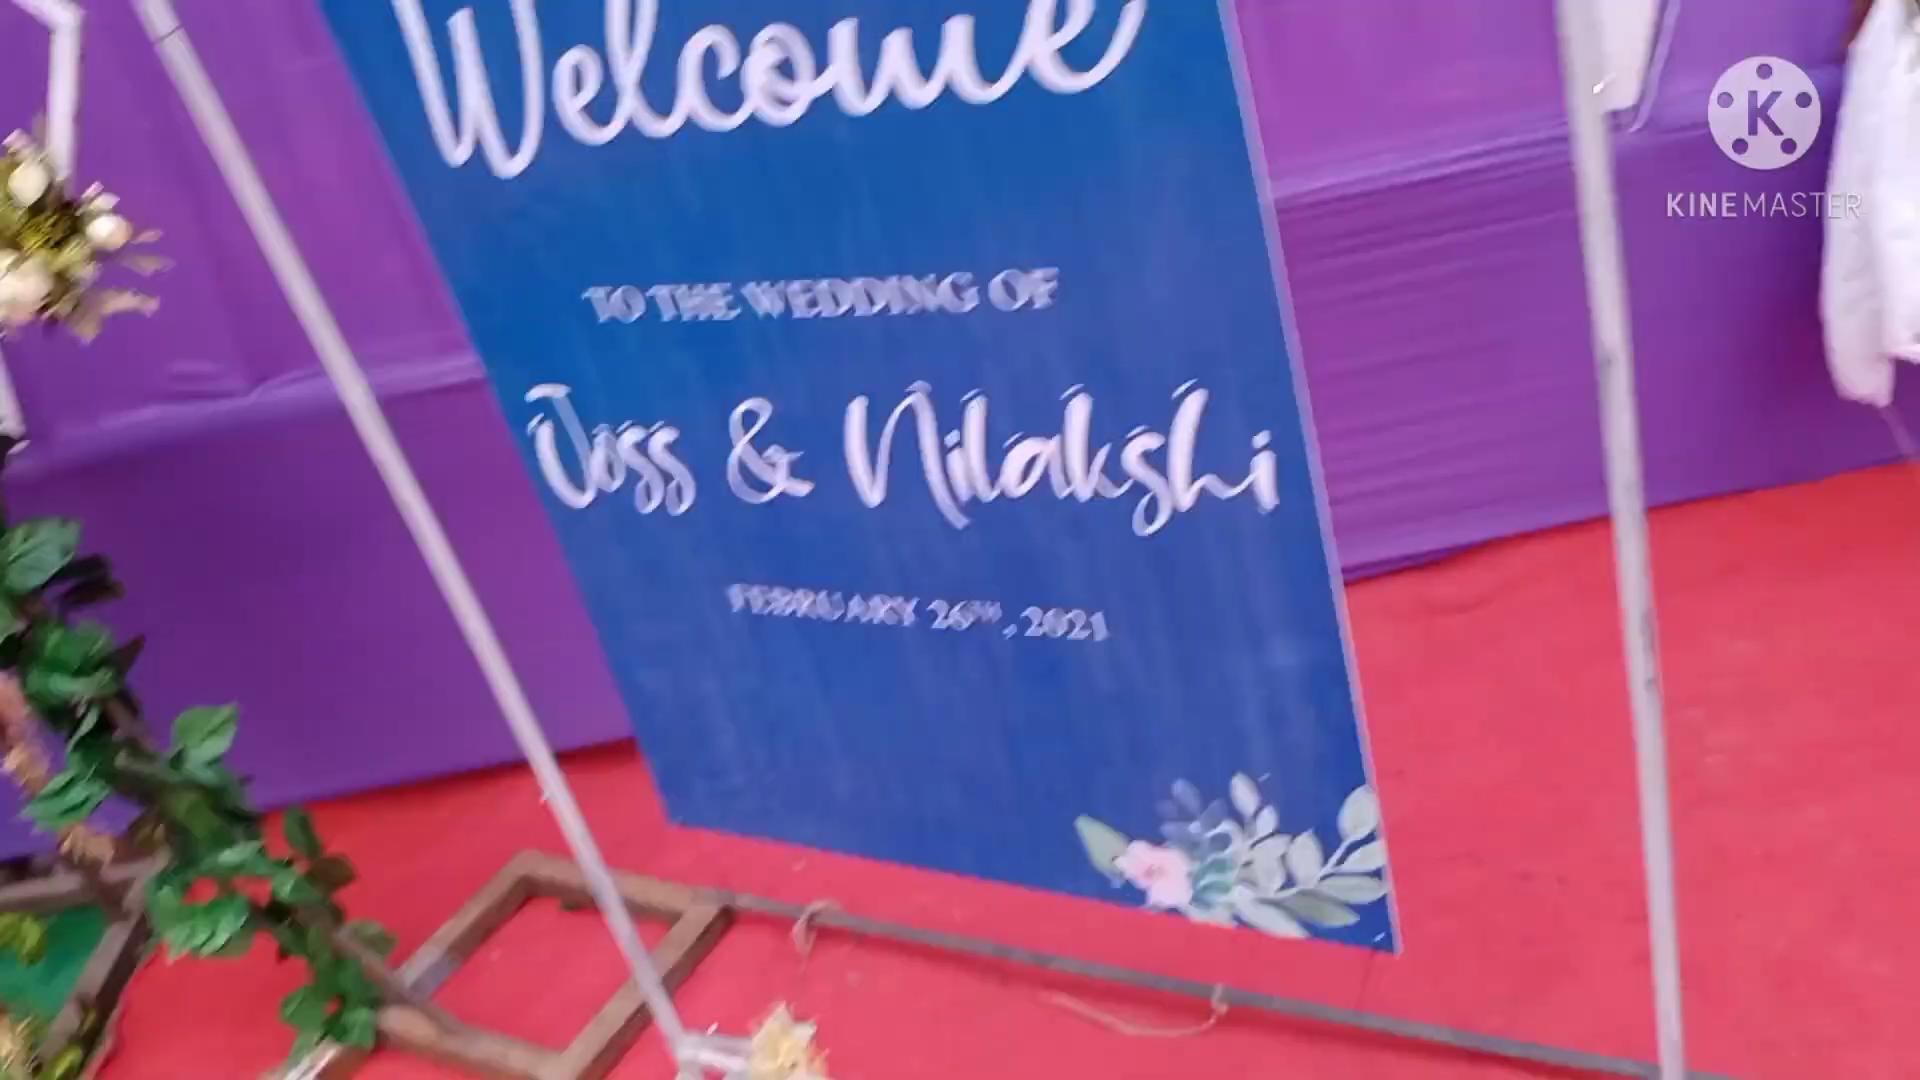 Welcome
TO THE WEDDING OF
Joss & Nilakshi
FEBRUARY 26TH, 2021
K
KINEMASTER